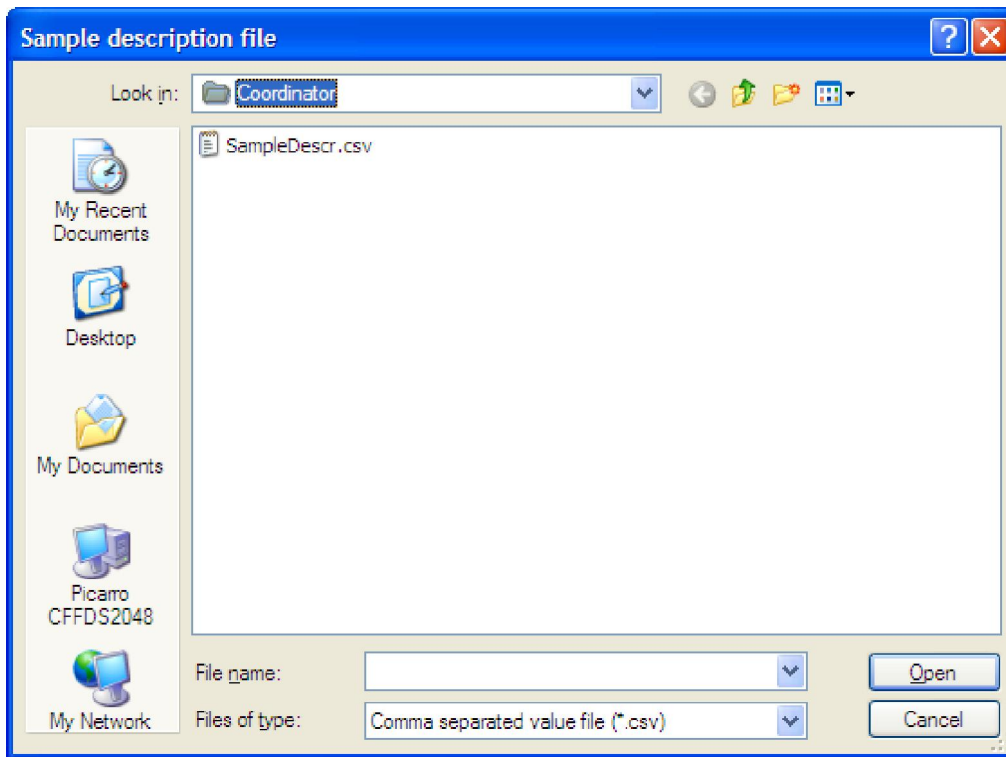 Sample description file
Look in:
Coordinator
SampleDescr.csv
My Recent
Documents
Desktop
My Documents
Picarro
CFFDS2048
My Network
File name:
Open
Files of type:
Comma separated value file (*.csv)
Cancel